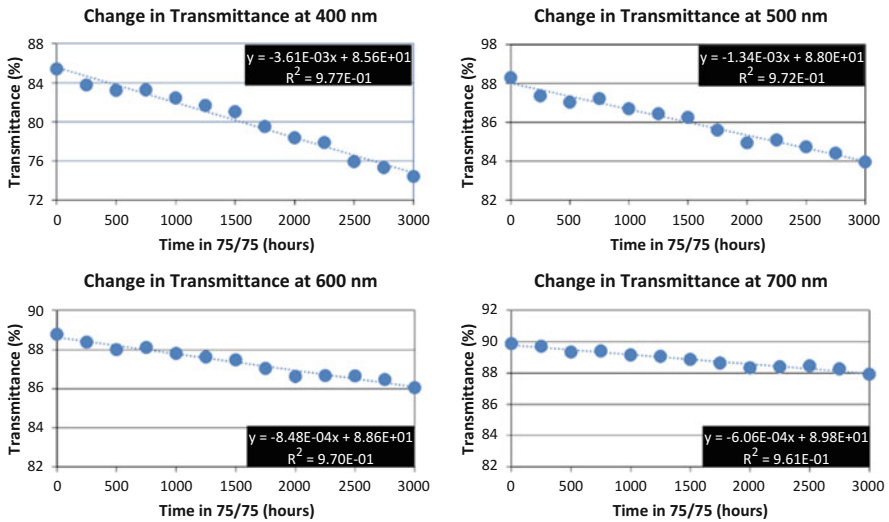 Change in Transmittance at 400 nm
Transmittance (%)
88
84
80
76
72
y = -3.61E-03x + 8.56E+01
R² = 9.77E-01
0 500 1000 1500 2000 2500 3000
Time in 75/75 (hours)
Change in Transmittance at 500 nm
Transmittance (%)
98
88
86
84
82
y = -1.34E-03x + 8.80E+01
R² = 9.72E-01
0 500 1000 1500 2000 2500 3000
Time in 75/75 (hours)
Change in Transmittance at 600 nm
Transmittance (%)
90
88
86
84
82
y = -8.48E-04x + 8.86E+01
R² = 9.70E-01
0 500 1000 1500 2000 2500 3000
Time in 75/75 (hours)
Change in Transmittance at 700 nm
Transmittance (%)
92
90
88
86
84
82
y = -6.06E-04x + 8.98E+01
R² = 9.61E-01
0 500 1000 1500 2000 2500 3000
Time in 75/75 (hours)